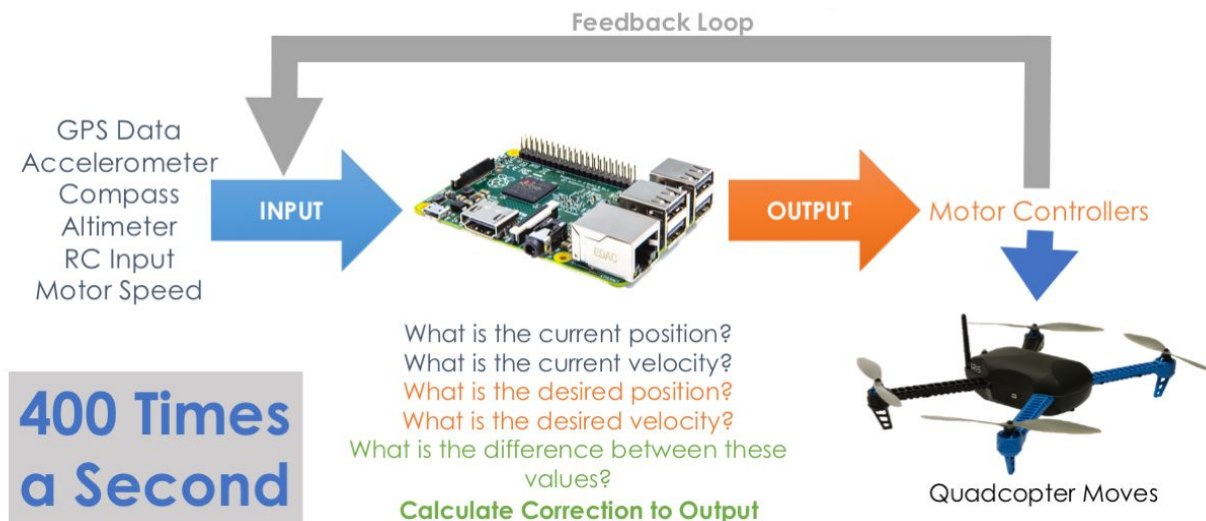 Feedback Loop
GPS Data
Accelerometer
Compass
Altimeter
RC Input
Motor Speed
INPUT
EDAC
OUTPUT
Motor Controllers
What is the current position?
What is the current velocity?
What is the desired position?
What is the desired velocity?
What is the difference between these
values?
Calculate Correction to Output
400 Times
a Second
Quadcopter Moves